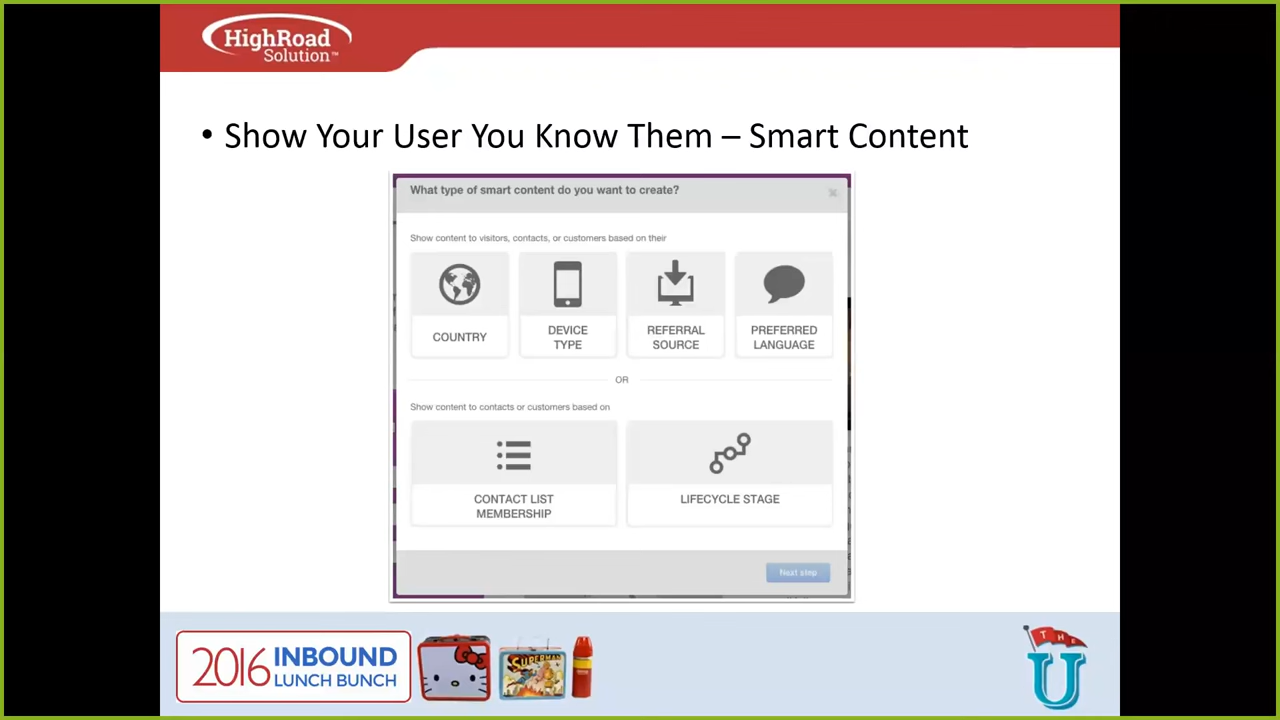 HighRoad
Solution™
• Show Your User You Know Them – Smart Content
What type of smart content do you want to create?
Show content to visitors, contacts, or customers based on their
COUNTRY
DEVICE
TYPE
REFERRAL
SOURCE
PREFERRED
LANGUAGE
OR
Show content to contacts or customers based on
CONTACT LIST
MEMBERSHIP
LIFECYCLE STAGE
Next step
2016 INBOUND
LUNCH BUNCH
SUPERMAN
THE
U